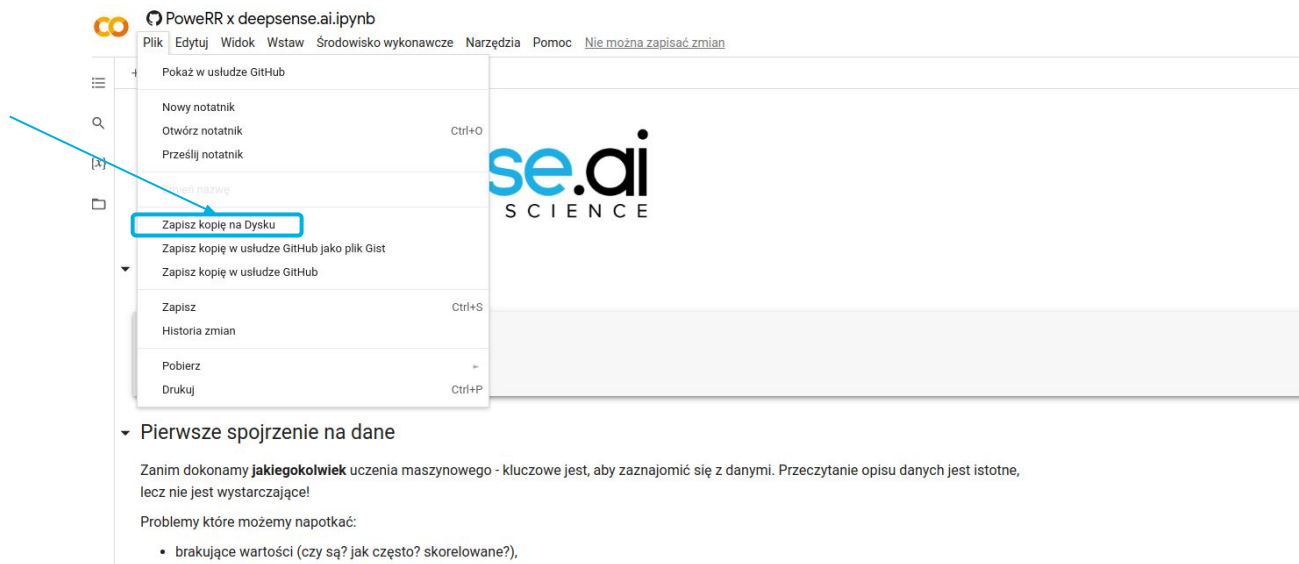 PoweRR x deepsense.ai.ipynb
Plik Edytuj Widok Wstaw Środowisko wykonawcze Narzędzia Pomoc Nie można zapisać zmian
Pokaż w usłudze GitHub
Nowy notatnik
Otwórz notatnik Ctrl+O
Prześlij notatnik
Zmień nazwę
Zapisz kopię na Dysku
Zapisz kopię w usłudze GitHub jako plik Gist
Zapisz kopię w usłudze GitHub
Zapisz Ctrl+S
Historia zmian
Pobierz
Drukuj Ctrl+P
se.ai
SCIENCE
Pierwsze spojrzenie na dane
Zanim dokonamy jakiegokolwiek uczenia maszynowego - kluczowe jest, aby zaznajomić się z danymi. Przeczytanie opisu danych jest istotne,
lecz nie jest wystarczające!
Problemy które możemy napotkać:
• brakujące wartości (czy są? jak często? skorelowane?),